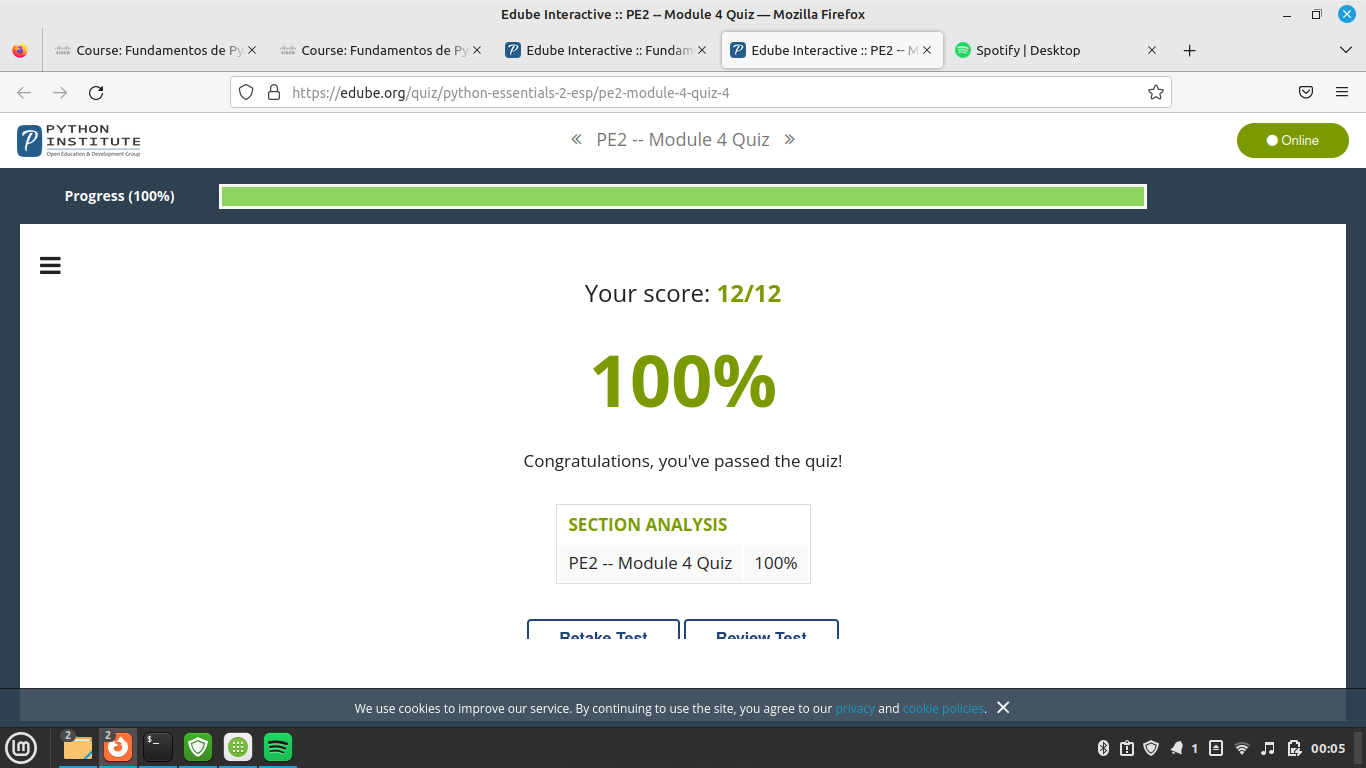 Edube Interactive :: PE2 -- Module 4 Quiz — Mozilla Firefox
Course: Fundamentos de Py
Course: Fundamentos de Py
Edube Interactive :: Fundam
Edube Interactive :: PE2 -- M
Spotify | Desktop
https://edube.org/quiz/python-essentials-2-esp/pe2-module-4-quiz-4
PYTHON
INSTITUTE
Open Education & Development Group
« PE2 -- Module 4 Quiz »
Online
Progress (100%)
Your score: 12/12
100%
Congratulations, you've passed the quiz!
SECTION ANALYSIS
PE2 -- Module 4 Quiz 100%
Retake Test
Review Test
We use cookies to improve our service. By continuing to use the site, you agree to our privacy and cookie policies.
2
2
1
00:05